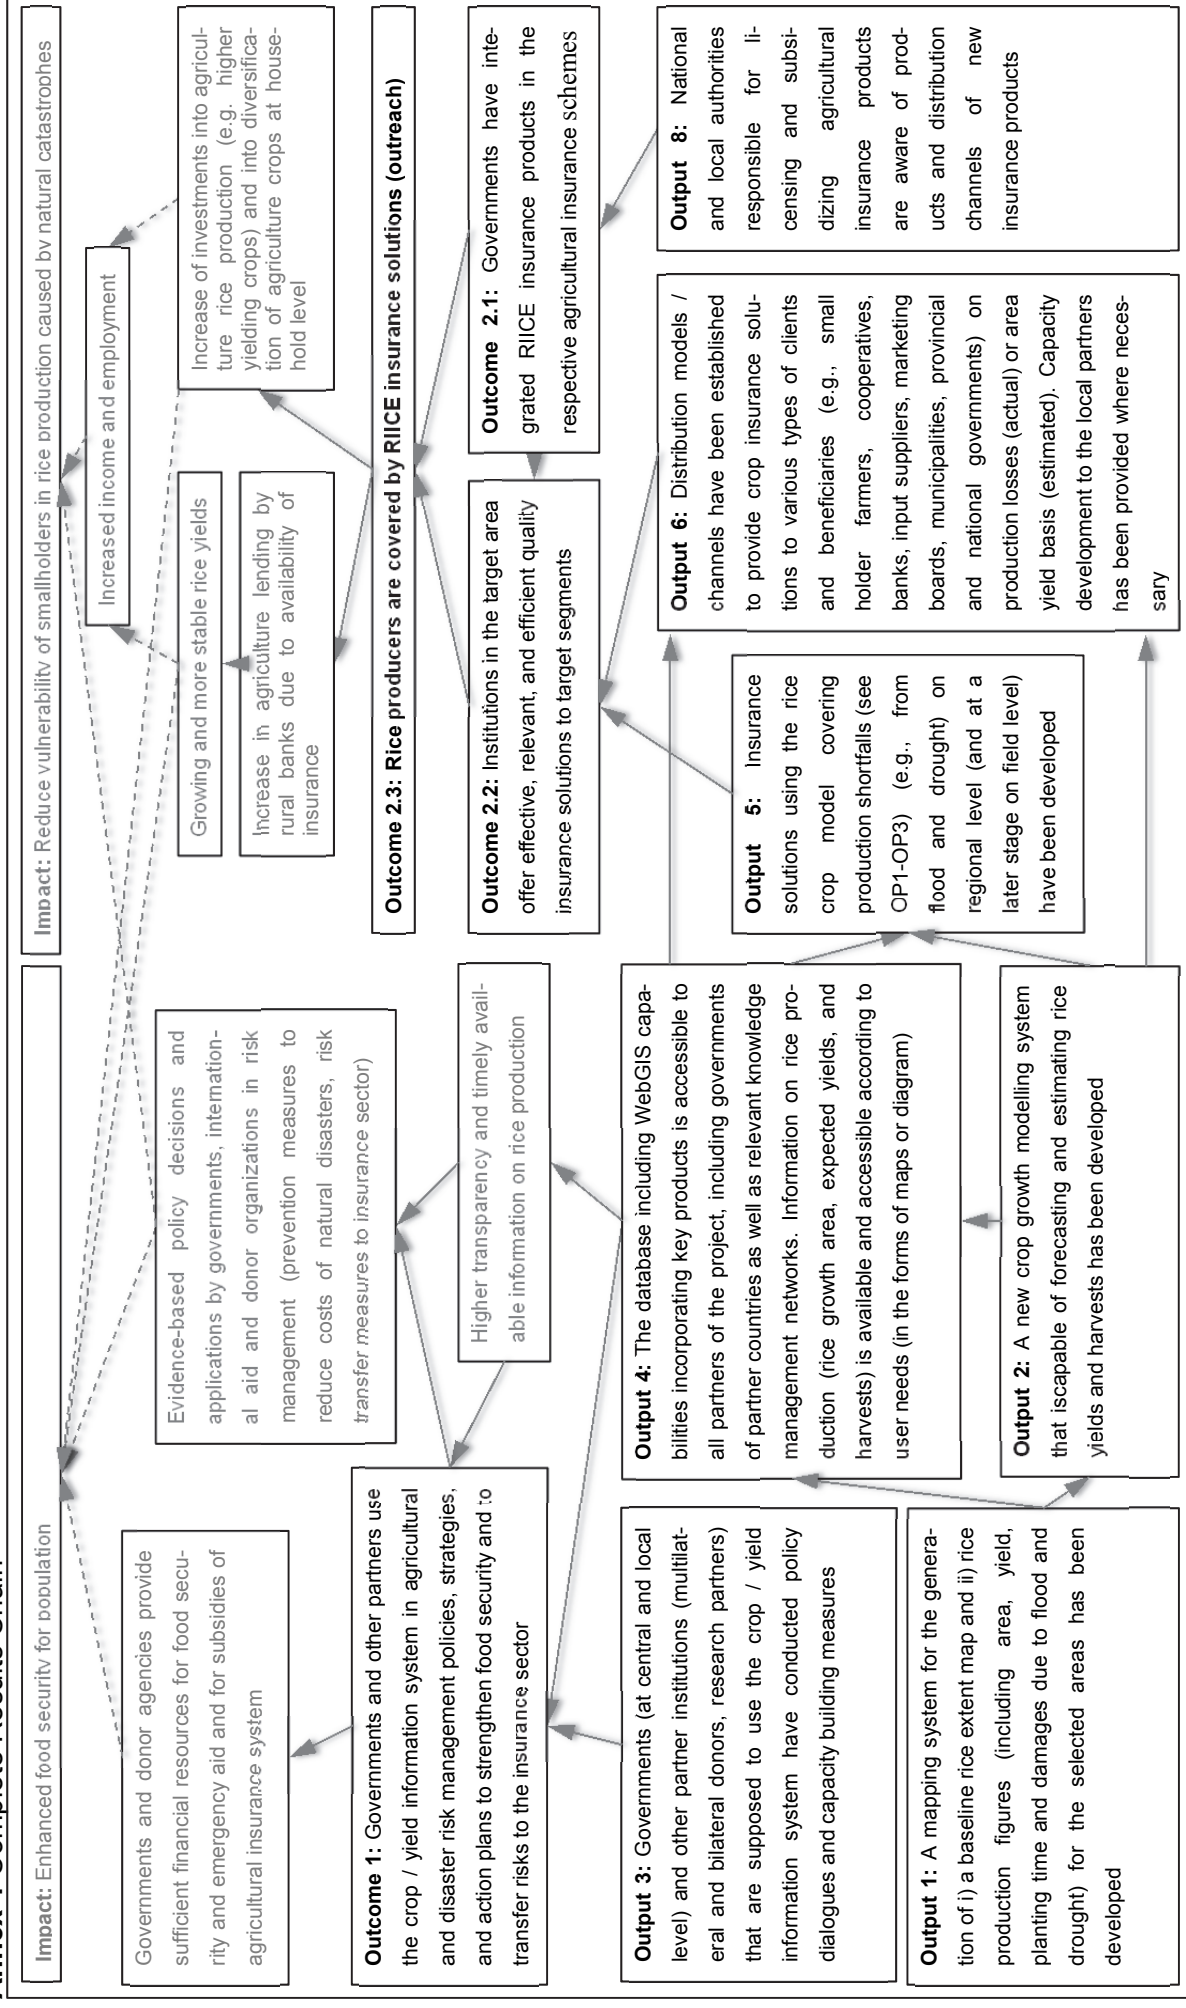 Annex 1 Complete Results Chain
Impact: Enhanced food security for population
Impact: Reduce vulnerability of smallholders in rice production caused by natural catastrophes
Governments and donor agencies provide
sufficient financial resources for food secu-
rity and emergency aid and for subsidies of
agricultural insurance system
Evidence-based policy decisions and
applications by governments, internation-
al aid and donor organizations in risk
management (prevention measures to
reduce costs of natural disasters, risk
transfer measures to insurance sector)
Increased income and employment
Growing and more stable rice yields
Increase in agriculture lending by
rural banks due to availability of
insurance
Increase of investments into agricul-
ture rice production (e.g. higher
yielding crops) and into diversifica-
tion of agriculture crops at house-
hold level
Outcome 1: Governments and other partners use
the crop / yield information system in agricultural
and disaster risk management policies, strategies,
and action plans to strengthen food security and to
transfer risks to the insurance sector
Higher transparency and timely avail-
able information on rice production
Outcome 2.3: Rice producers are covered by RIICE insurance solutions (outreach)
Outcome 2.2: Institutions in the target area
offer effective, relevant, and efficient quality
insurance solutions to target segments
Outcome 2.1: Governments have inte-
grated RIICE insurance products in the
respective agricultural insurance schemes
Output 3: Governments (at central and local
level) and other partner institutions (multilat-
eral and bilateral donors, research partners)
that are supposed to use the crop / yield
information system have conducted policy
dialogues and capacity building measures
Output 4: The database including WebGIS capa-
bilities incorporating key products is accessible to
all partners of the project, including governments
of partner countries as well as relevant knowledge
management networks. Information on rice pro-
duction (rice growth area, expected yields, and
harvests) is available and accessible according to
user needs (in the forms of maps or diagram)
Output 5: Insurance
solutions using the rice
crop model covering
production shortfalls (see
OP1-OP3) (e.g., from
flood and drought) on
regional level (and at a
later stage on field level)
have been developed
Output 6: Distribution models /
channels have been established
to provide crop insurance solu-
tions to various types of clients
and beneficiaries (e.g., small
holder farmers, cooperatives,
banks, input suppliers, marketing
boards, municipalities, provincial
and national governments) on
production losses (actual) or area
yield basis (estimated). Capacity
development to the local partners
has been provided where neces-
sary
Output 8: National
and local authorities
responsible for li-
censing and subsi-
dizing agricultural
insurance products
are aware of prod-
ucts and distribution
channels of new
insurance products
Output 1: A mapping system for the genera-
tion of i) a baseline rice extent map and ii) rice
production figures (including area, yield,
planting time and damages due to flood and
drought) for the selected areas has been
developed
Output 2: A new crop growth modelling system
that iscapable of forecasting and estimating rice
yields and harvests has been developed